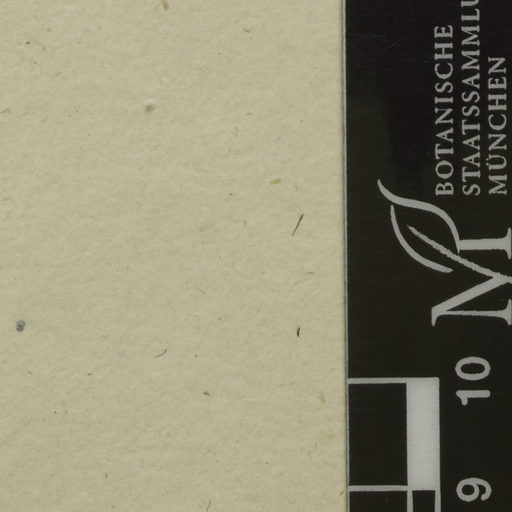 BOTANISCHE
STAATSSAMMLU
MÜNCHEN
M
10
9